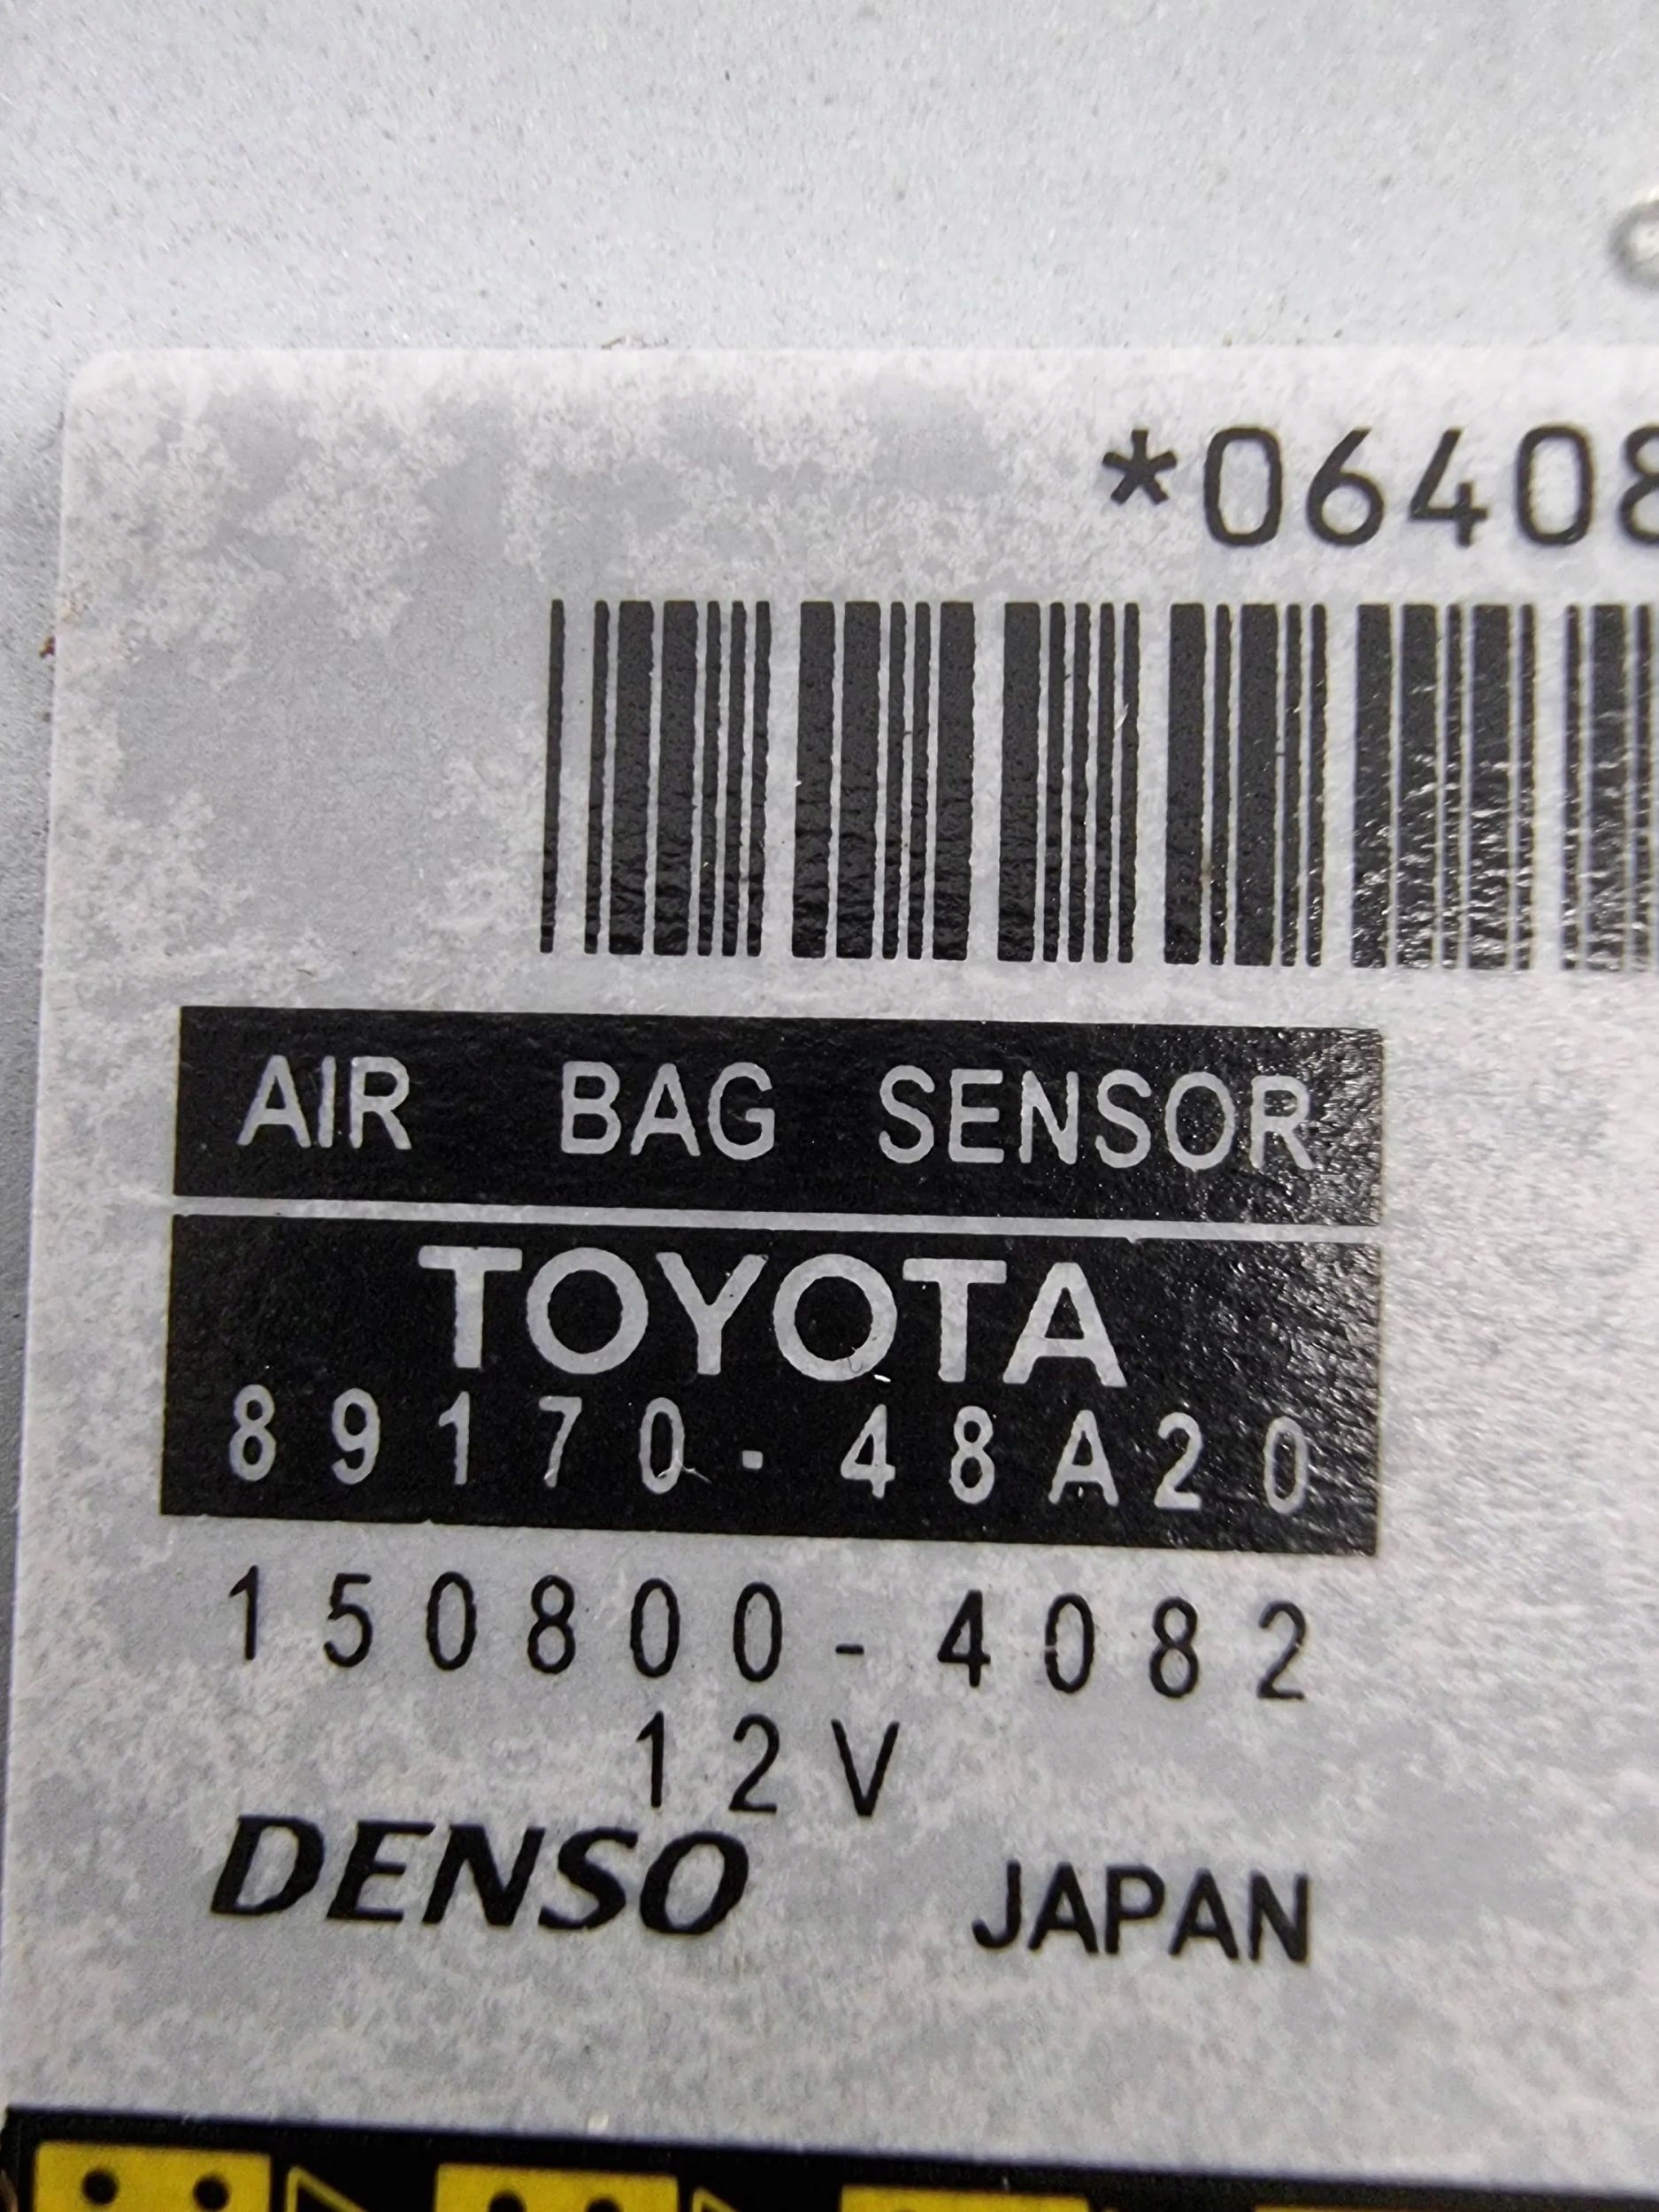 *06408
AIR BAG SENSOR
TOYOTA
89170-48A20
150800-4082
12V
DENSO JAPAN